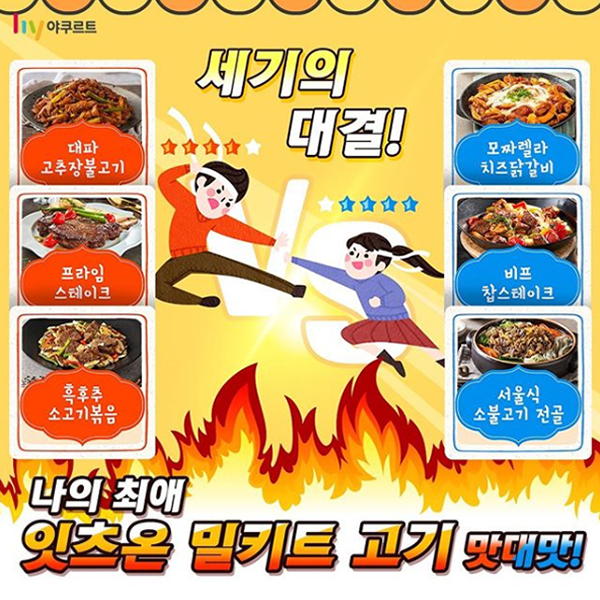 hy 야쿠르트
세기의
대결!
VS
대파
고추장불고기
모짜렐라
치즈닭갈비
프라임
스테이크
비프
찹스테이크
흑후추
소고기볶음
서울식
소불고기 전골
나의 최애
잇츠온 밀키트 고기 맛대맛!